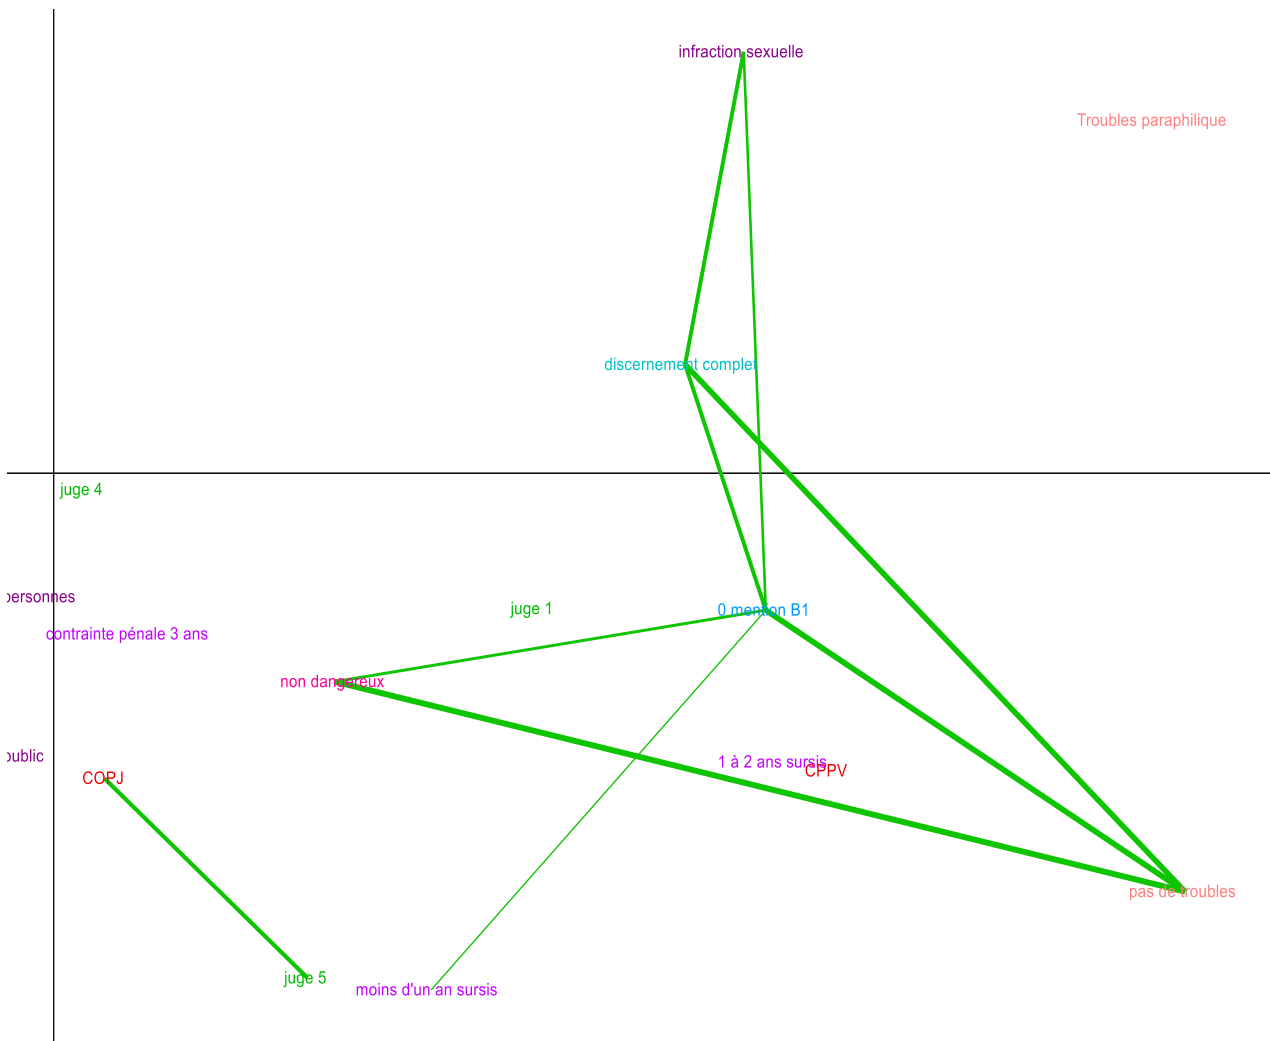 infraction sexuelle
Troubles paraphilique
discernement complet
juge 4
personnes
juge 1
0 mention B1
contrainte pénale 3 ans
non dangereux
public
1 à 2 ans sursis
CPPV
COPJ
pas de troubles
juge 5
moins d'un an sursis